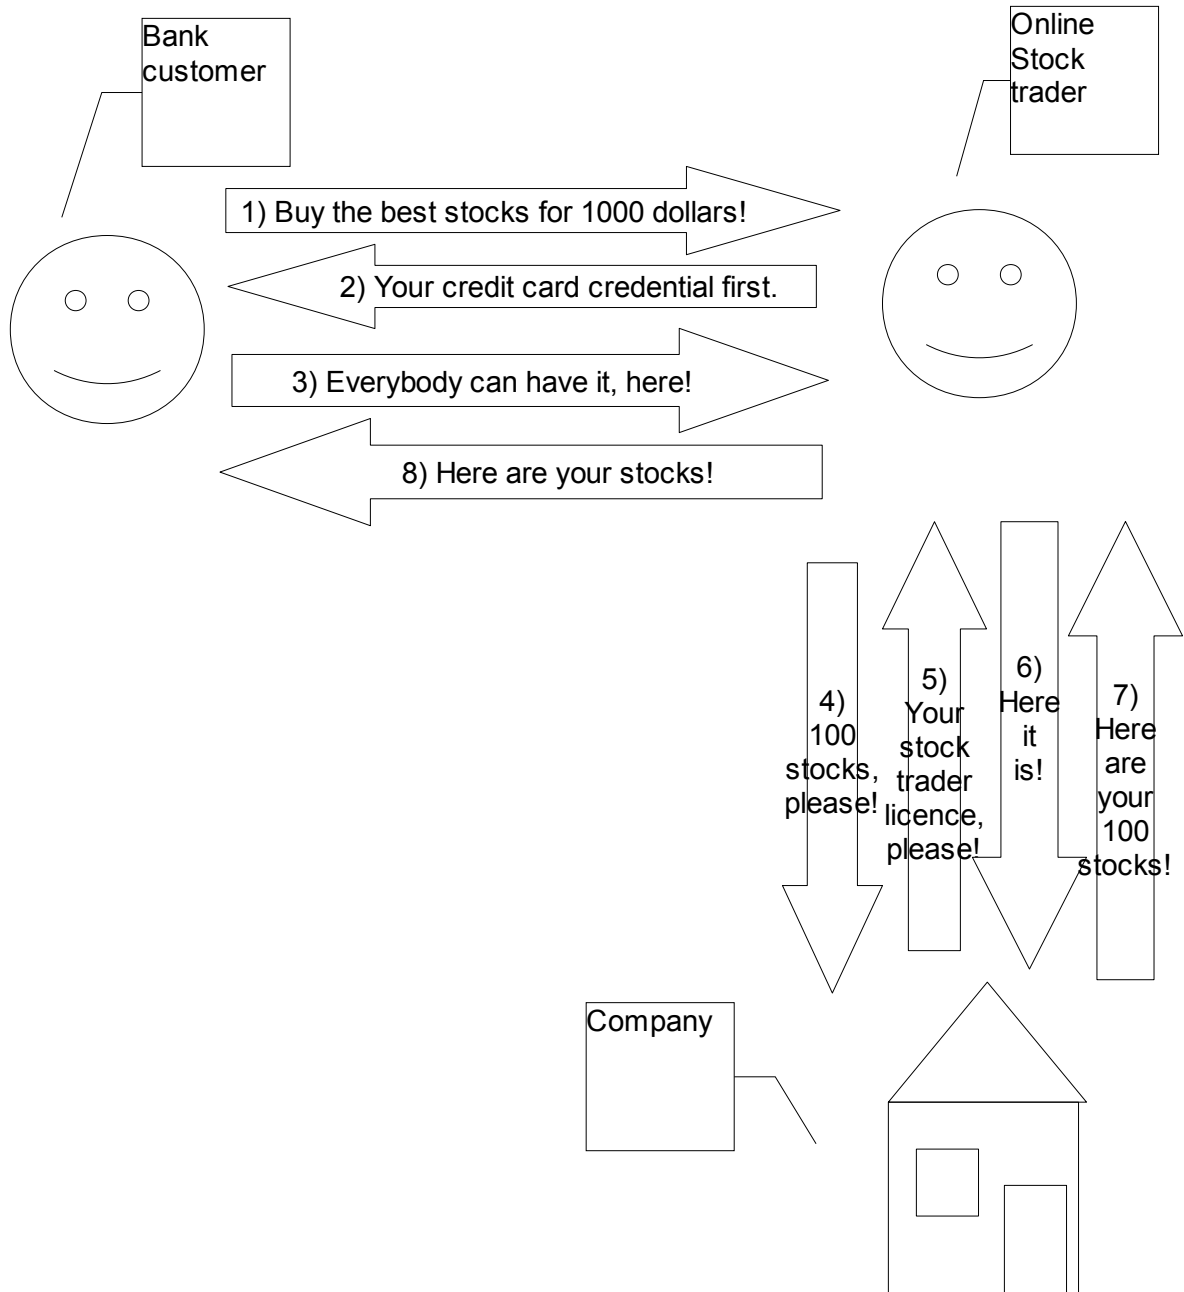 Bank
customer
Online
Stock
trader
1) Buy the best stocks for 1000 dollars!
2) Your credit card credential first.
3) Everybody can have it, here!
8) Here are your stocks!
4)
100
stocks,
please!
5)
Your
stock
trader
licence,
please!
6)
Here
it
is!
7)
Here
are
your
100
stocks!
Company